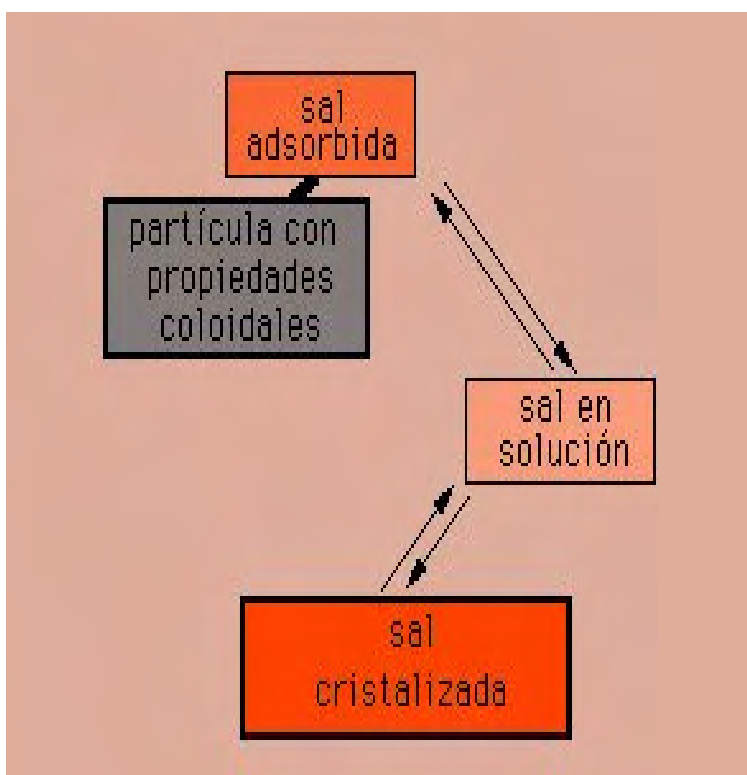 sal
adsorbida
partícula con
propiedades
coloidales
sal en
solución
sal
cristalizada